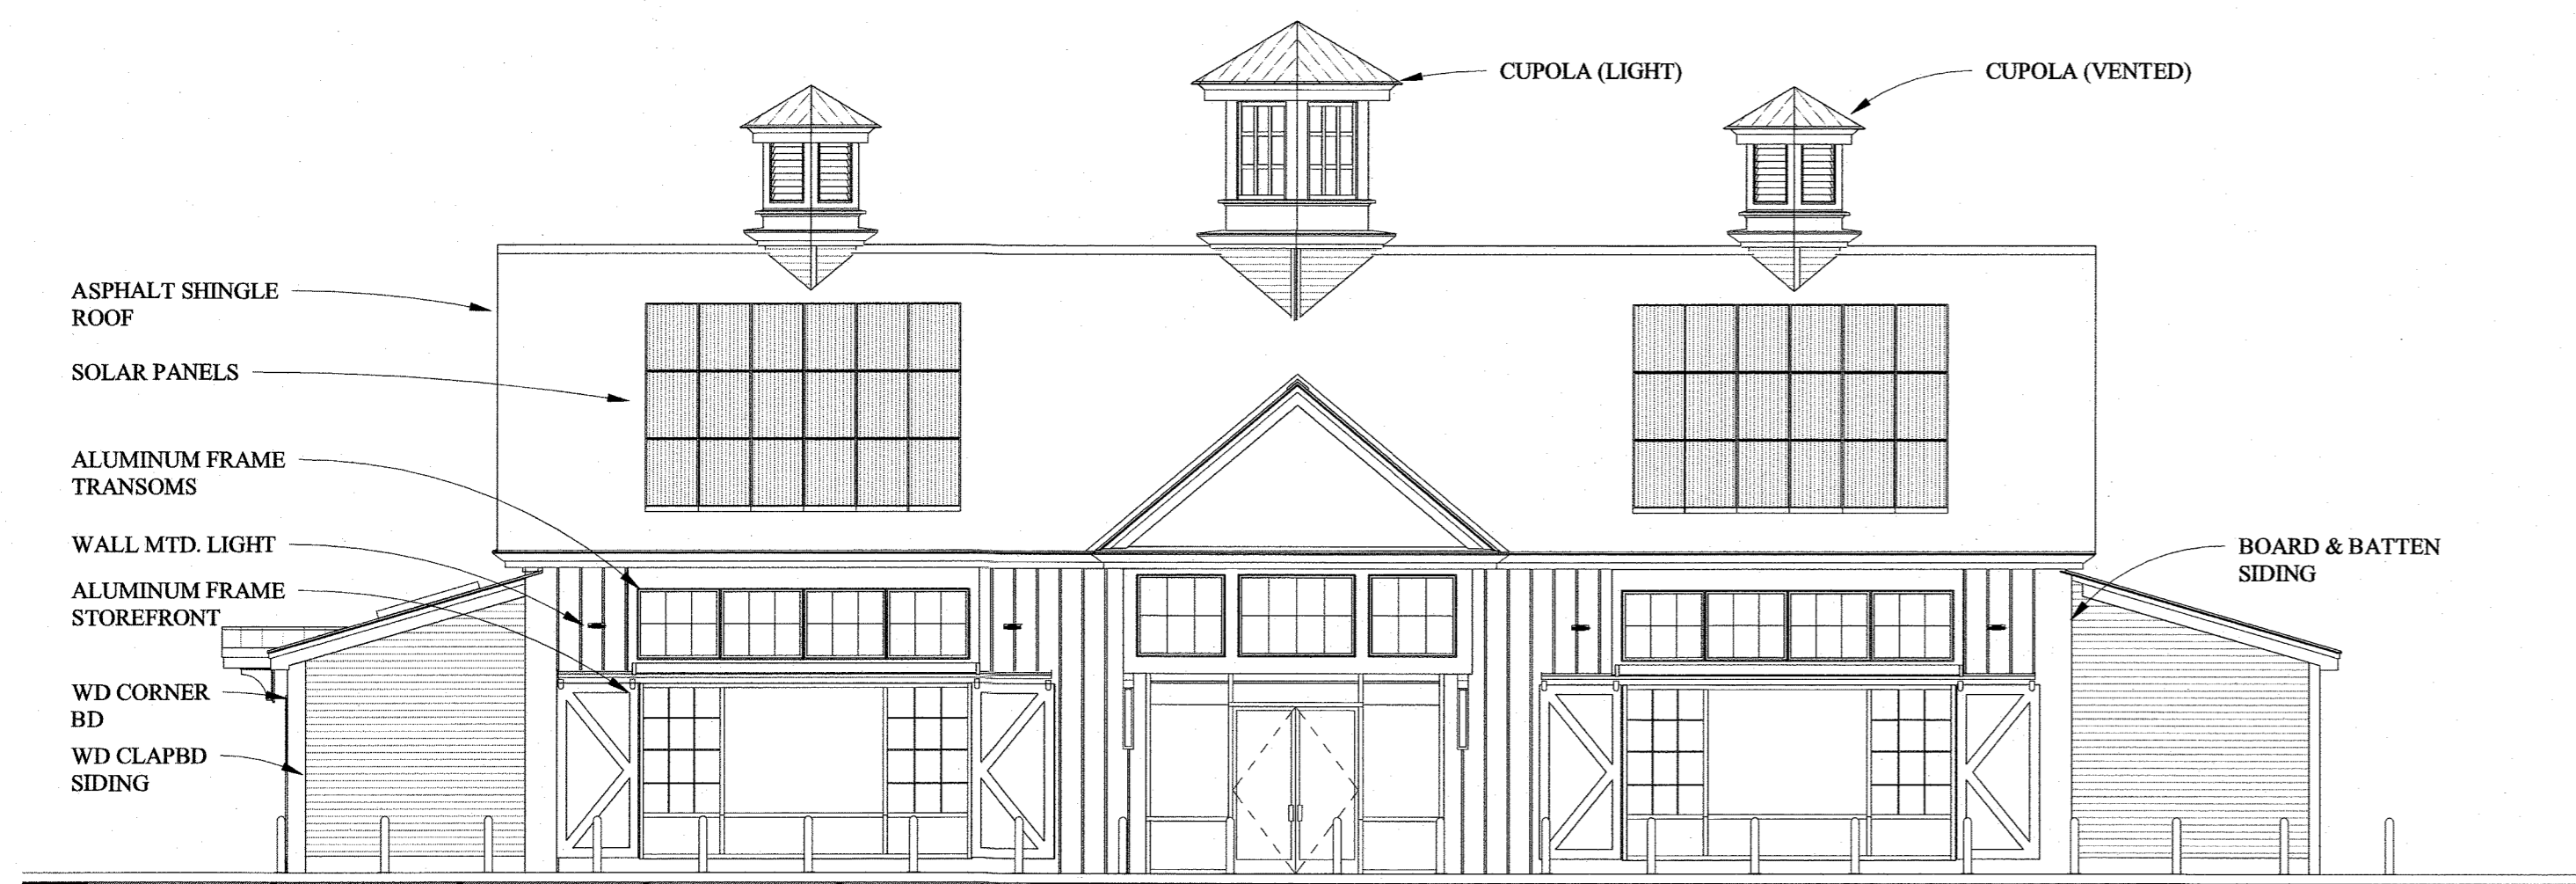 CUPOLA (LIGHT)
CUPOLA (VENTED)
ASPHALT SHINGLE
ROOF
SOLAR PANELS
ALUMINUM FRAME
TRANSOMS
WALL MTD. LIGHT
ALUMINUM FRAME
STOREFRONT
WD CORNER
BD
WD CLAPBD
SIDING
BOARD & BATTEN
SIDING